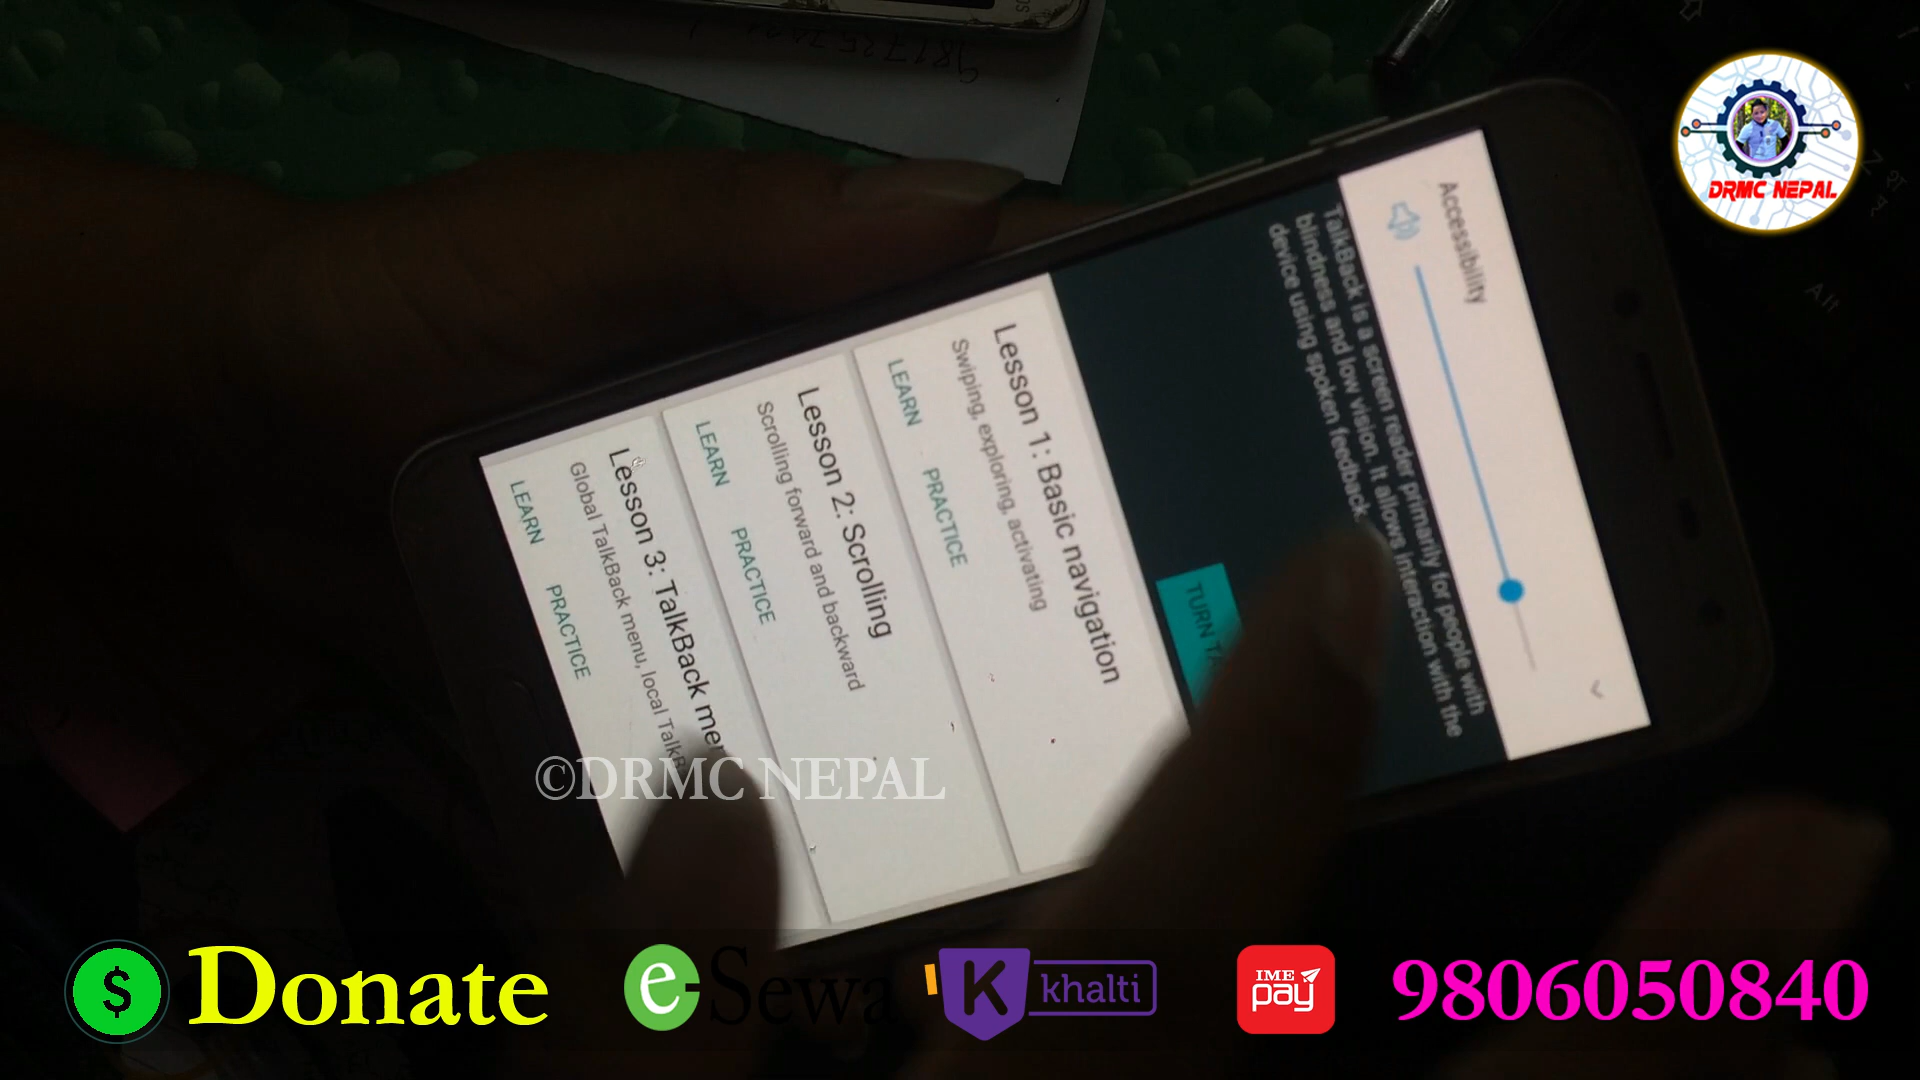 DRMC NEPAL
Accessibility
TalkBack is a screen reader primarily for people with
blindness and low vision. It allows interaction with the
device using spoken feedback.
TURN
Lesson 1: Basic navigation
Swiping, exploring, activating
LEARN PRACTICE
Lesson 2: Scrolling
Scrolling forward and backward
LEARN PRACTICE
Lesson 3: TalkBack
Global TalkBack menu, local
LEARN PRACTICE
©DRMC NEPAL
Alt
Z
Donate e-Sewa K khalti IME pay 9806050840